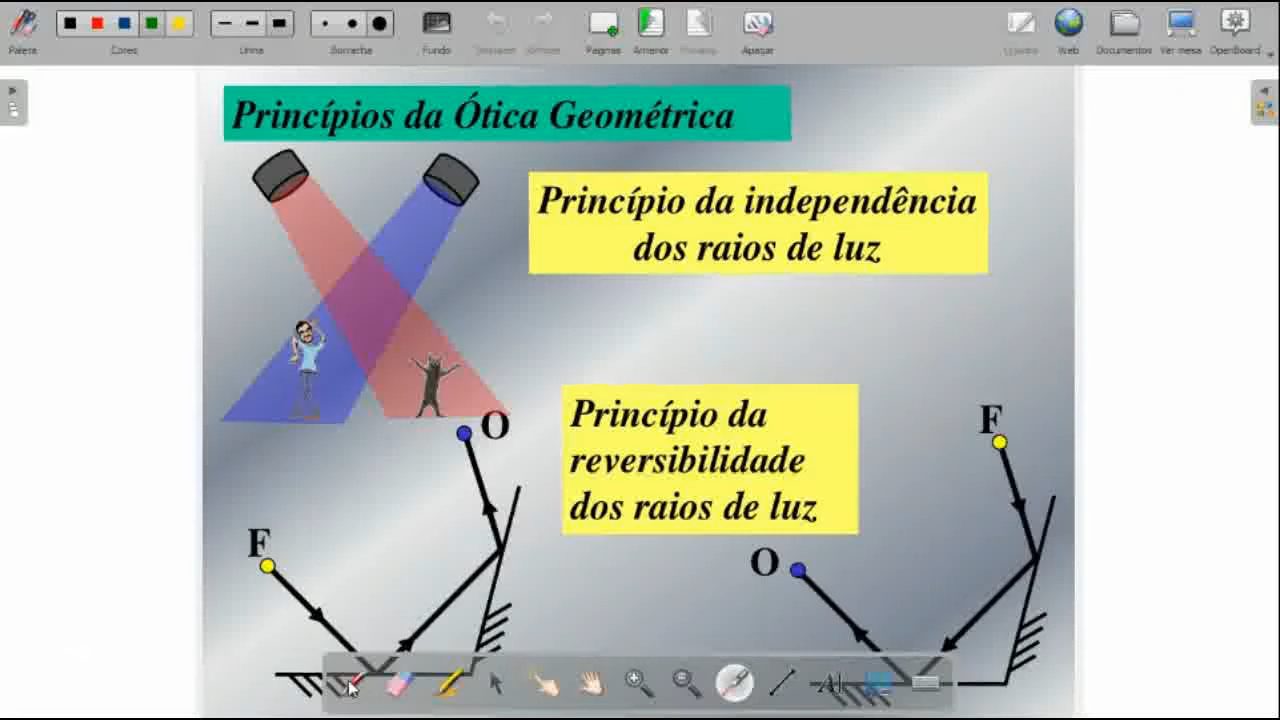 Palera
Cores
Linha
Borracha
Fundo
Páginas
Anterior
Apagar
Web
Documentos
Ver mesa
OpenBoard
Princípios da Ótica Geométrica
Princípio da independência
dos raios de luz
O
Princípio da
reversibilidade
dos raios de luz
F
F
O